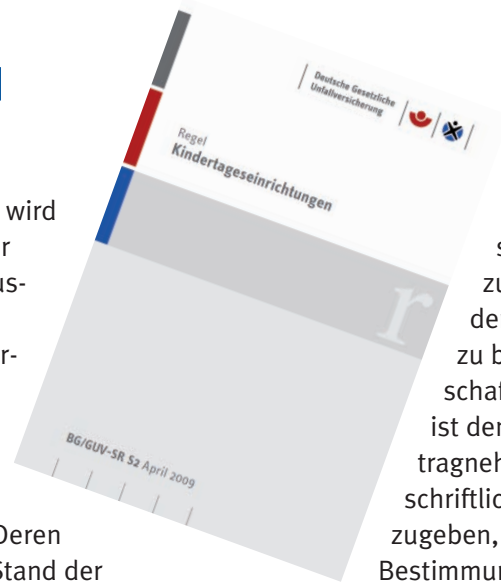 Deutsche Gesetzliche
Unfallversicherung
Regel
Kindertageseinrichtungen
r
BG/GUV-SR S2 April 2009
wird
r
us-
r-
Deren
Stand der
s
zu
de
zu b
schaf
ist der
tragneh
schriftlic
zugeben,
Bestimmun